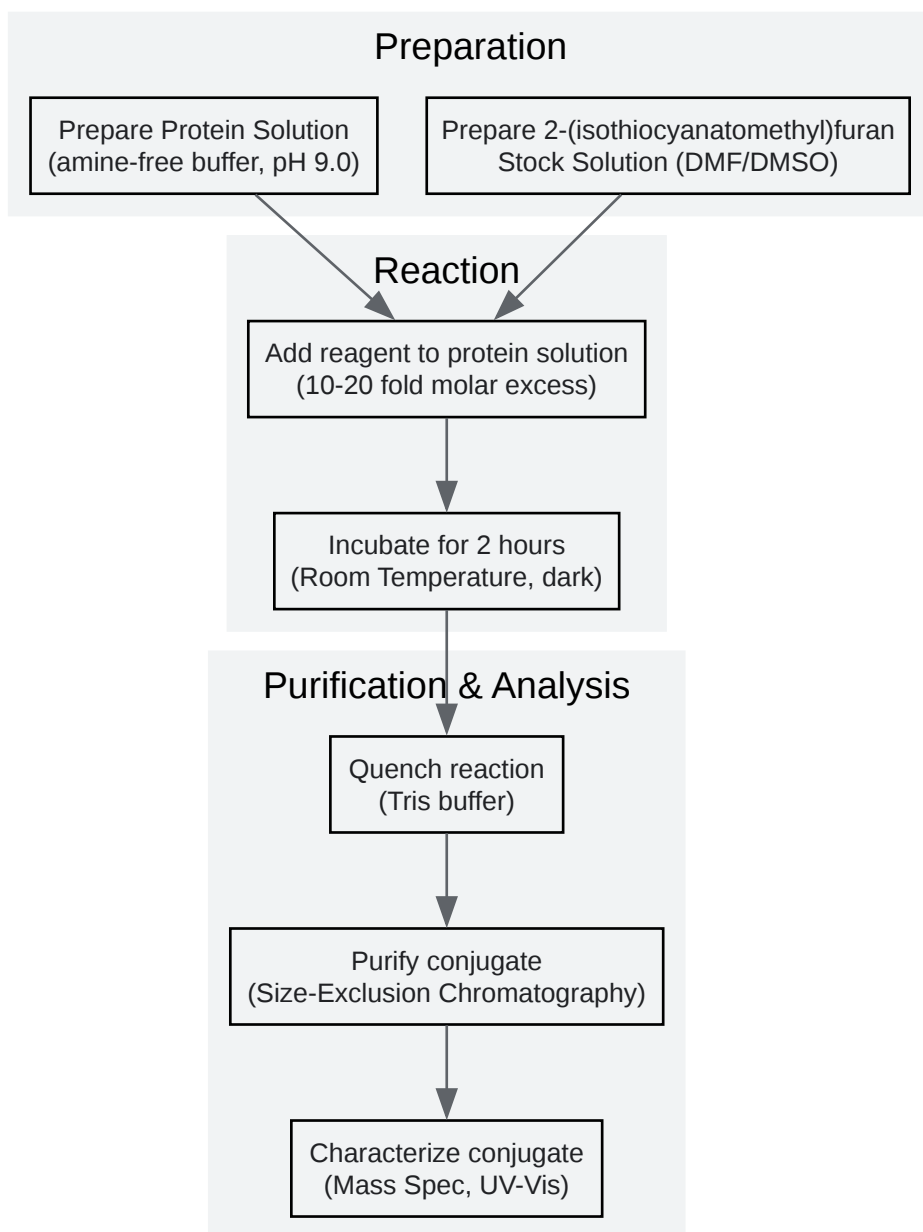 Preparation
Prepare Protein Solution
(amine-free buffer, pH 9.0)
Prepare 2-(isothiocyanatomethyl)furan
Stock Solution (DMF/DMSO)
Reaction
Add reagent to protein solution
(10-20 fold molar excess)
Incubate for 2 hours
(Room Temperature, dark)
Purification & Analysis
Quench reaction
(Tris buffer)
Purify conjugate
(Size-Exclusion Chromatography)
Characterize conjugate
(Mass Spec, UV-Vis)